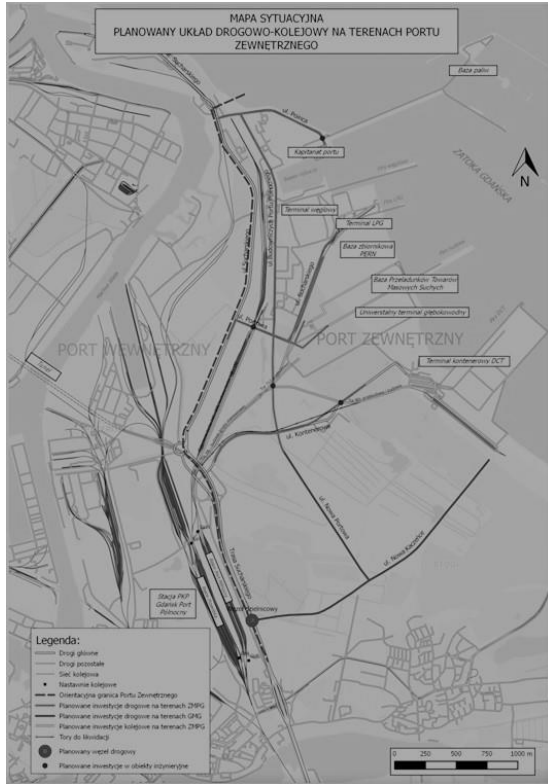 MAPA SYTUACYJNA
PLANOWANY UKŁAD DROGOWO-KOLEJOWY NA TERENACH PORTU
ZEWNĘTRZNEGO
Baza paliw
Kapitanat portu
ZATOKA GDAŃSKA
N
Terminal węglowy
Terminal LPG
Baza zbiornikowa
PERN
Baza Przeładunków Towarów
Masowych Suchych
Uniwersalny terminal głębokowodny
PORT WEWNĘTRZNY
PORT ZEWNĘTRZNY
Terminal kontenerowy DCT
ul. Kontenerowa
ul. Nowa Portowa
ul. Nowa Kaczeńce
Trasa Sucharskiego
Stacja PKP
Gdańsk Port
Północny
Legenda:
Drogi główne
Drogi pozostałe
Sieć kolejowa
Nastawnie kolejowe
Orientacyjna granica Portu Zewnętrznego
Planowane inwestycje drogowe na terenach ZMPG
Planowane inwestycje drogowe na terenach GMG
Planowane inwestycje kolejowe na terenach ZMPG
Tory do likwidacji
Planowany węzeł drogowy
Planowane inwestycje w obiekty inżynieryjne
0 250 500 750 1000 m